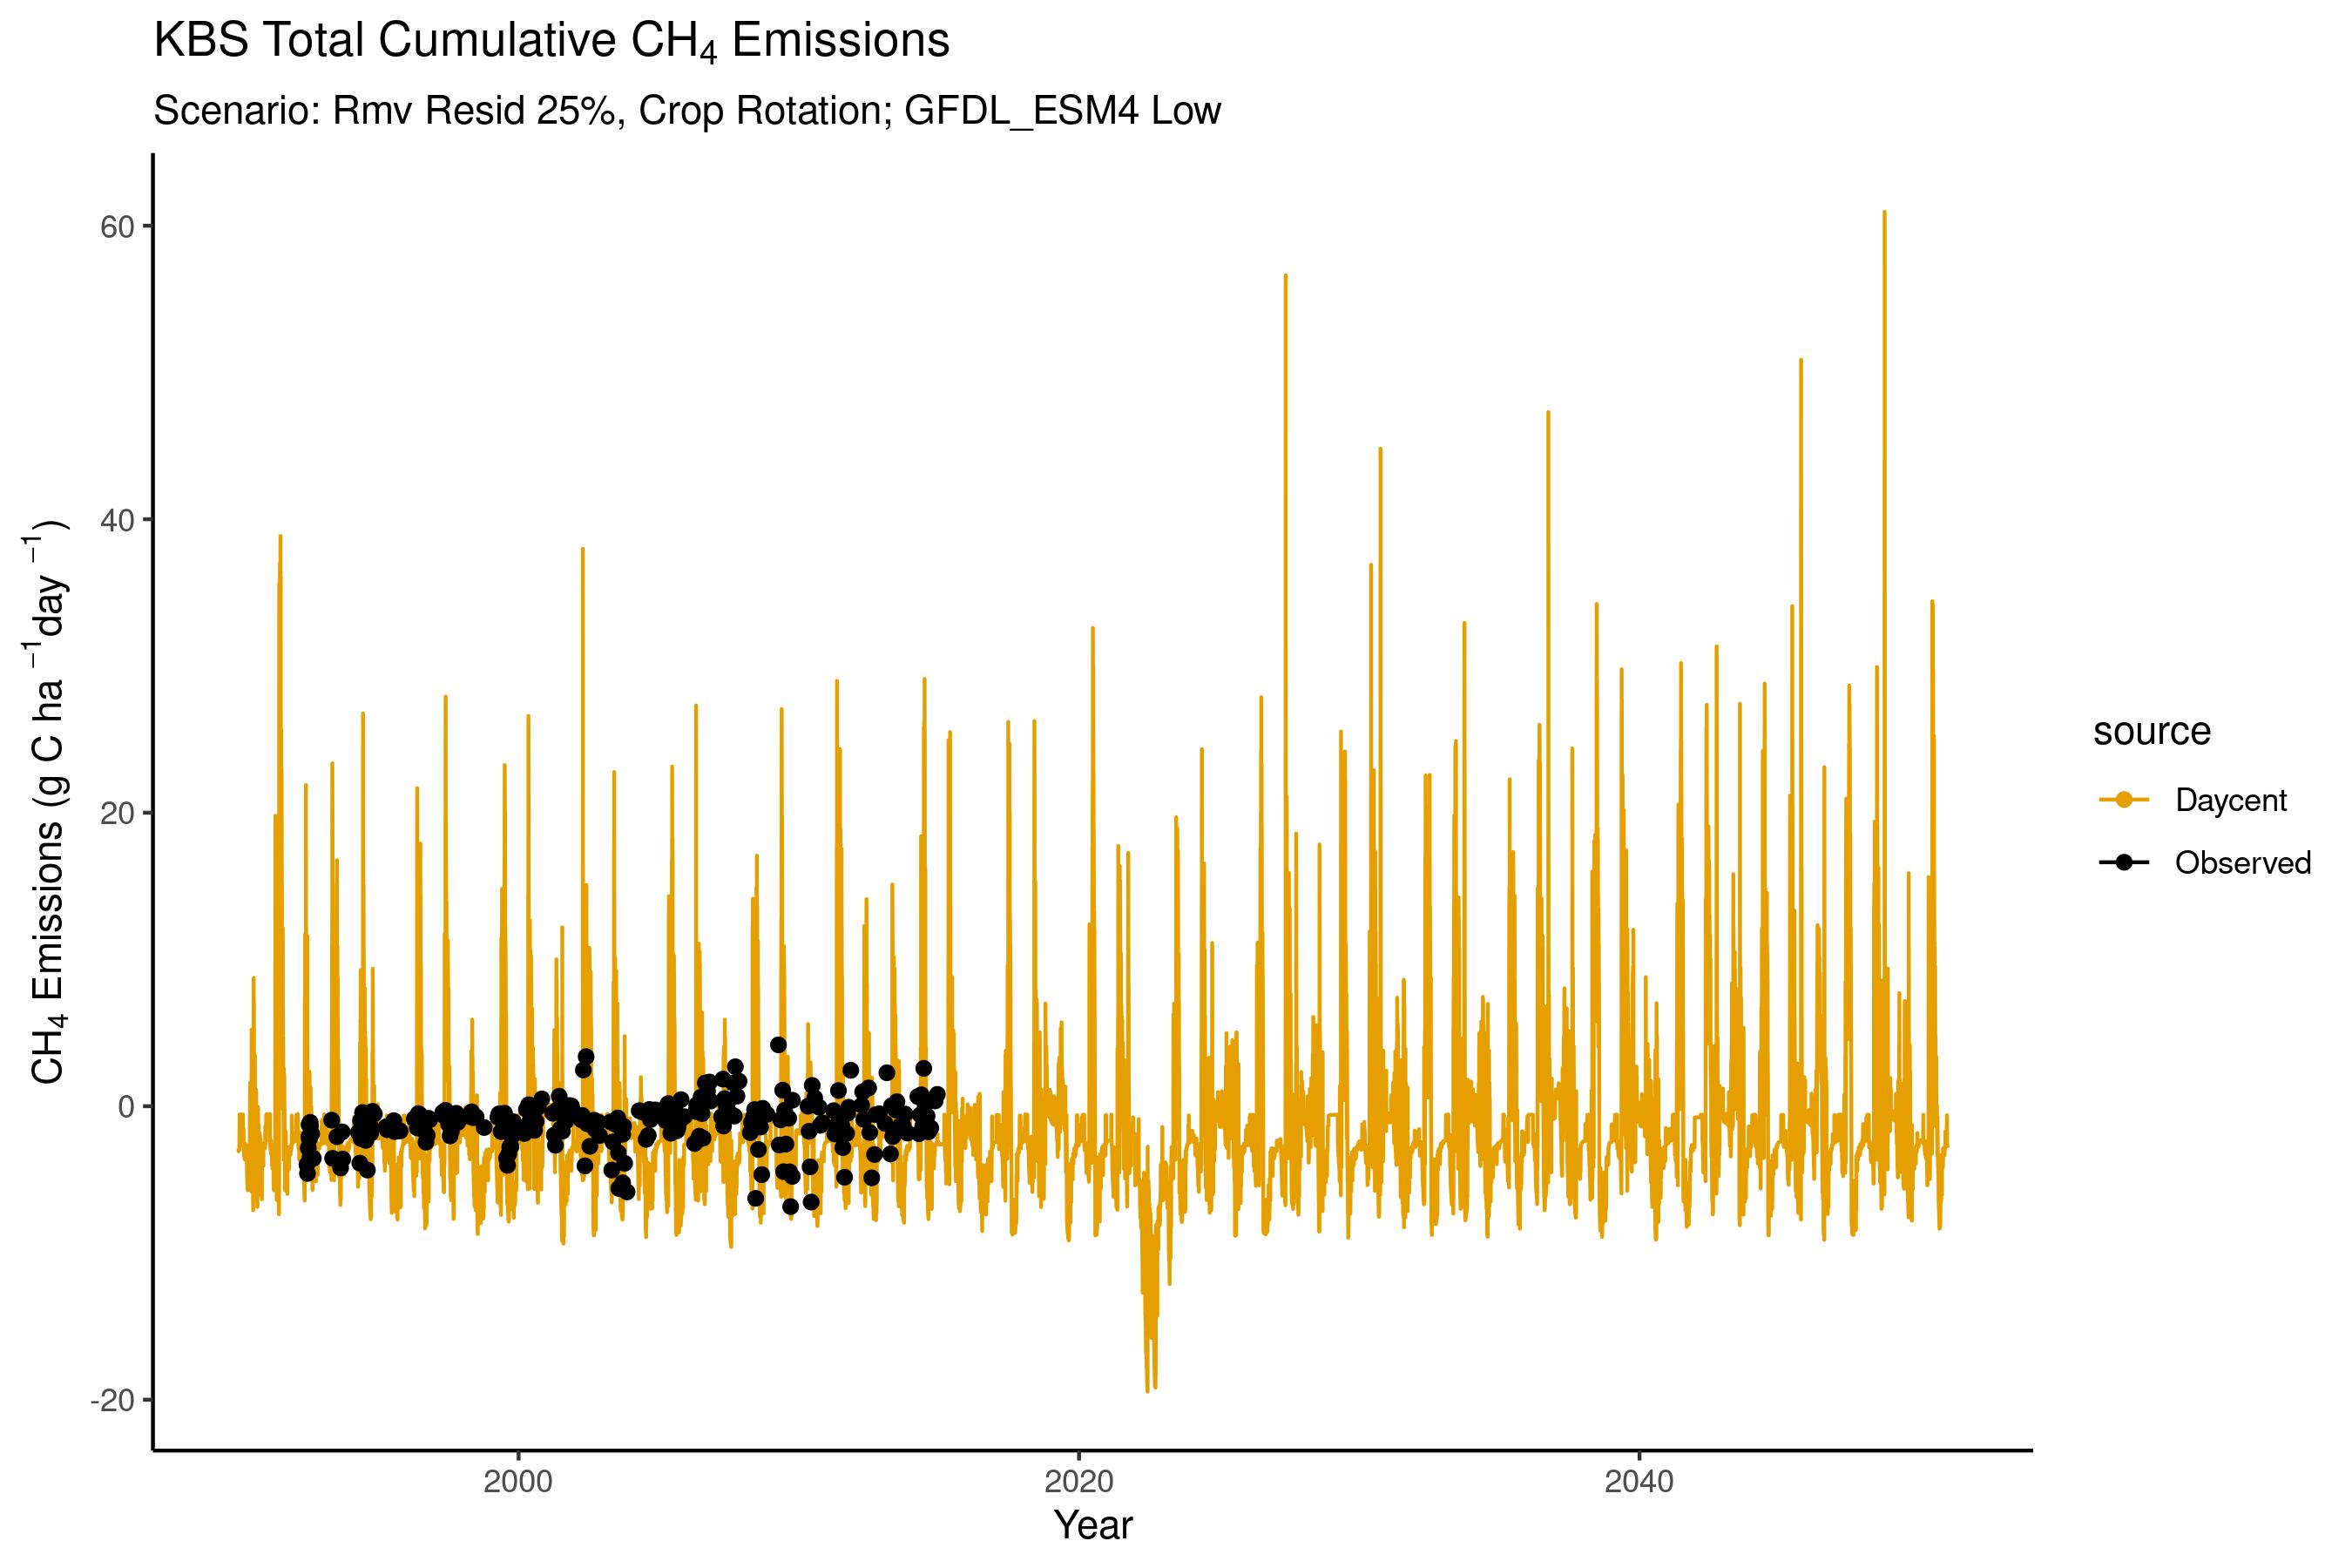 KBS Total Cumulative CH₄ Emissions
Scenario: Rmv Resid 25%, Crop Rotation; GFDL_ESM4 Low
CH₄ Emissions (g C ha ⁻¹day ⁻¹)
60
40
20
0
-20
2000
2020
2040
Year
source
Daycent
Observed